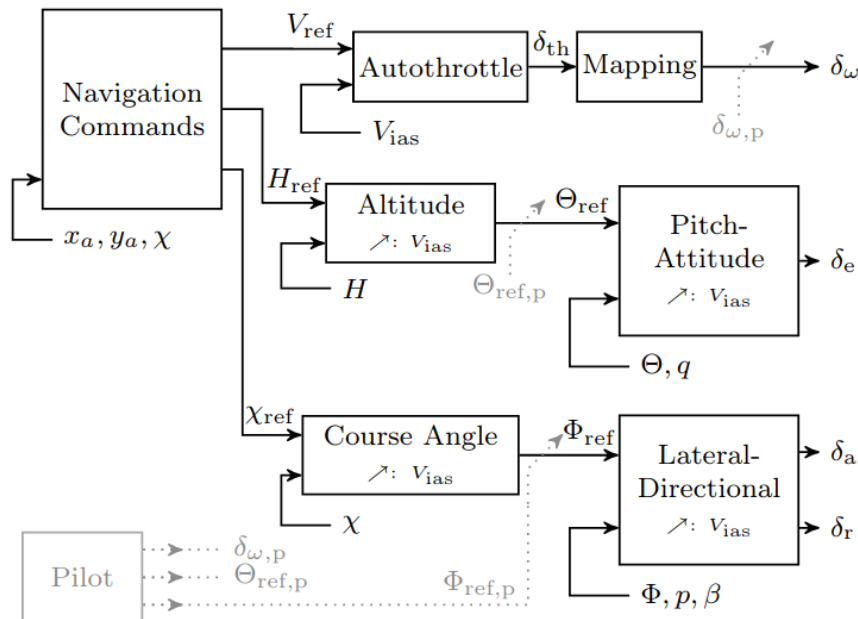 V_ref
δ_th
Autothrottle
Mapping
δ_ω
V_ias
δ_ω,p
Navigation
Commands
x_a, y_a, χ
H_ref
Altitude
↗: V_ias
H
Θ_ref
Θ_ref,p
Pitch-
Attitude
↗: V_ias
δ_e
Θ, q
χ_ref
Course Angle
↗: V_ias
χ
Φ_ref
Lateral-
Directional
↗: V_ias
δ_a
δ_r
Φ, p, β
Pilot
δ_ω,p
Θ_ref,p
Φ_ref,p